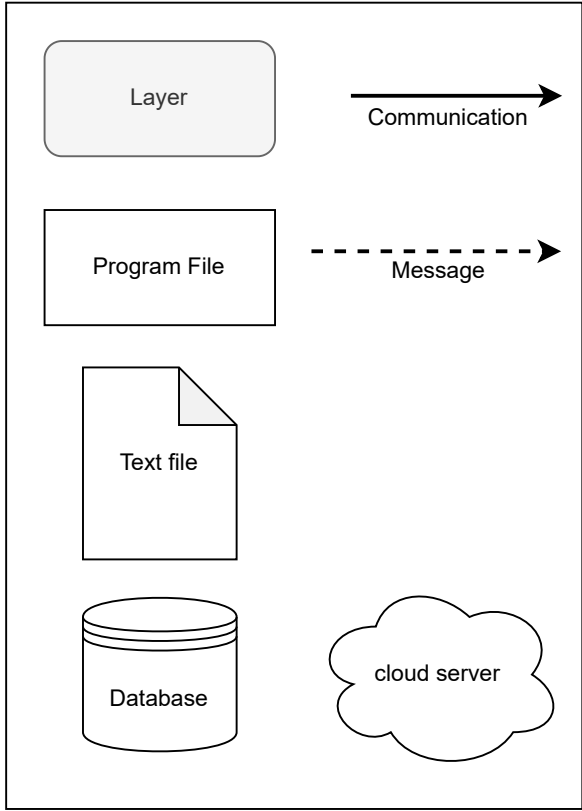 Layer
Communication
Program File
Message
Text file
Database
cloud server